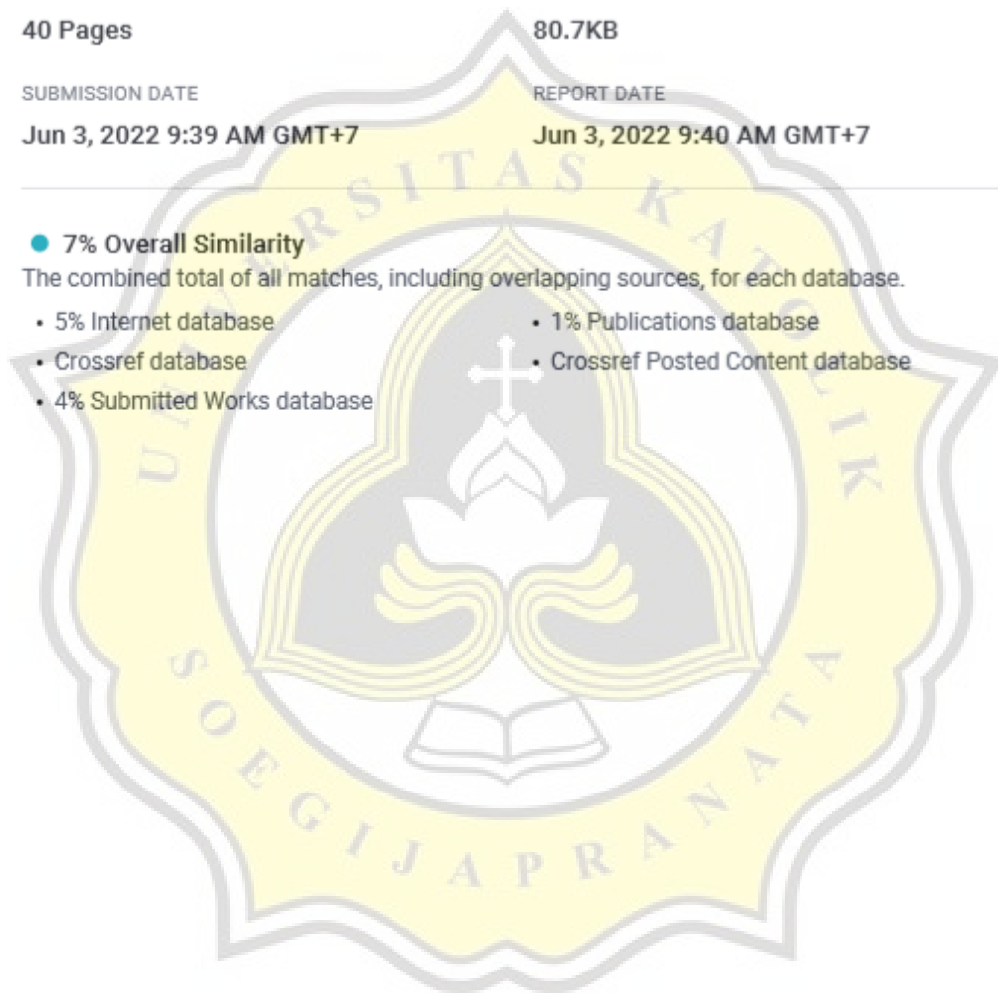 40 Pages
80.7KB
SUBMISSION DATE
REPORT DATE
Jun 3, 2022 9:39 AM GMT+7
Jun 3, 2022 9:40 AM GMT+7
● 7% Overall Similarity
The combined total of all matches, including overlapping sources, for each database.
• 5% Internet database
• 1% Publications database
• Crossref database
• Crossref Posted Content database
• 4% Submitted Works database
UNIVERSITAS KATOLIK
SOEGIJAPRANATA